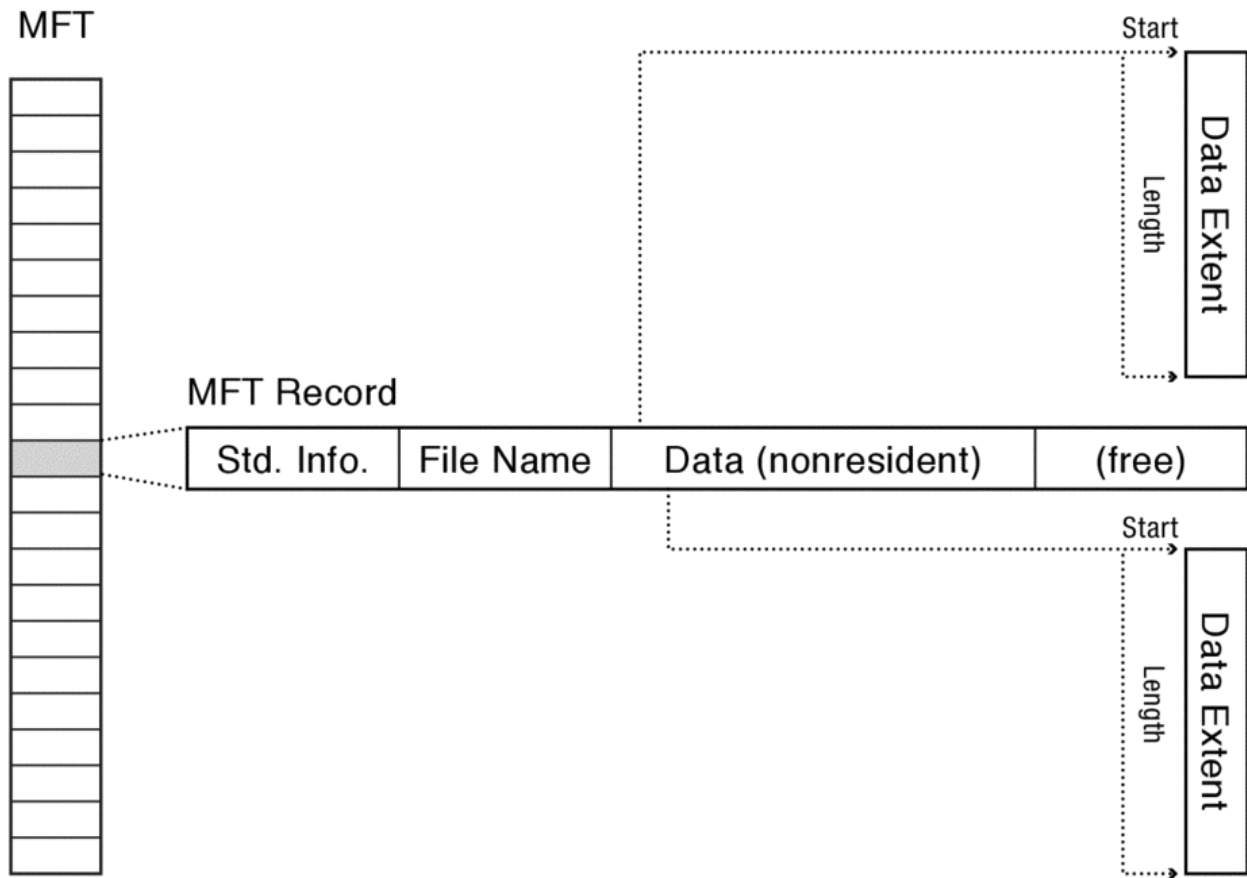 MFT
Start
Length
Data Extent
MFT Record
Std. Info.
File Name
Data (nonresident)
(free)
Start
Length
Data Extent